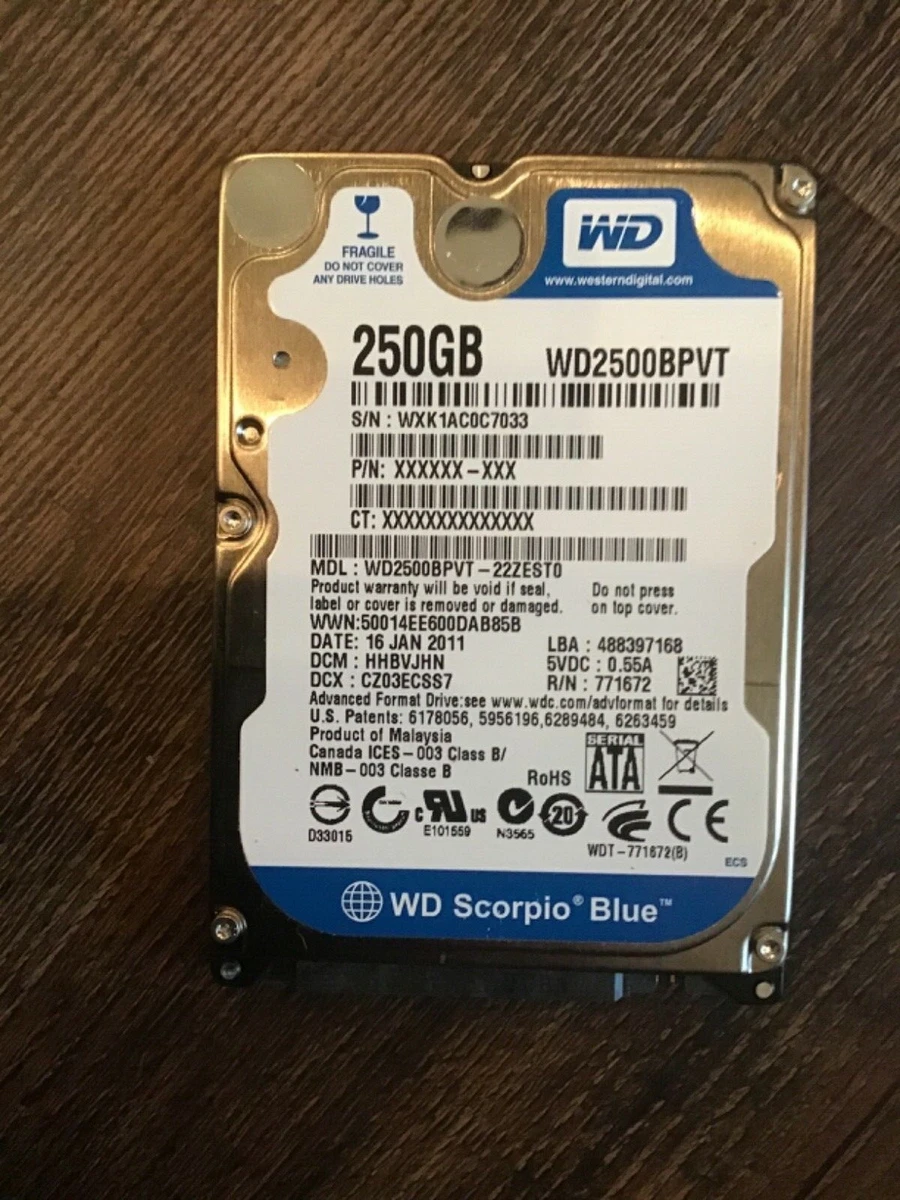 WD
www.westerndigital.com
FRAGILE
DO NOT COVER
ANY DRIVE HOLES
250GB WD2500BPVT
S/N : WXK1AC0C7033
P/N: XXXXXX-XXX
CT: XXXXXXXXXXXXXX
MDL : WD2500BPVT-22ZEST0
Product warranty will be void if seal, Do not press
label or cover is removed or damaged. on top cover.
WWN:50014EE600DAB85B
DATE: 16 JAN 2011 LBA : 488397168
DCM : HHBVJHN 5VDC : 0.55A
DCX : CZ03ECSS7 R/N : 771672
Advanced Format Drive:see www.wdc.com/advformat for details
U.S. Patents: 6178056, 5956196,6289484, 6263459
Product of Malaysia
Canada ICES-003 Class B/
NMB-003 Classe B
RoHS
SERIAL
ATA
D33015
c UR US
E101559
N3565
20
CE
WDT-771672(B)
ECS
WD Scorpio® Blue™